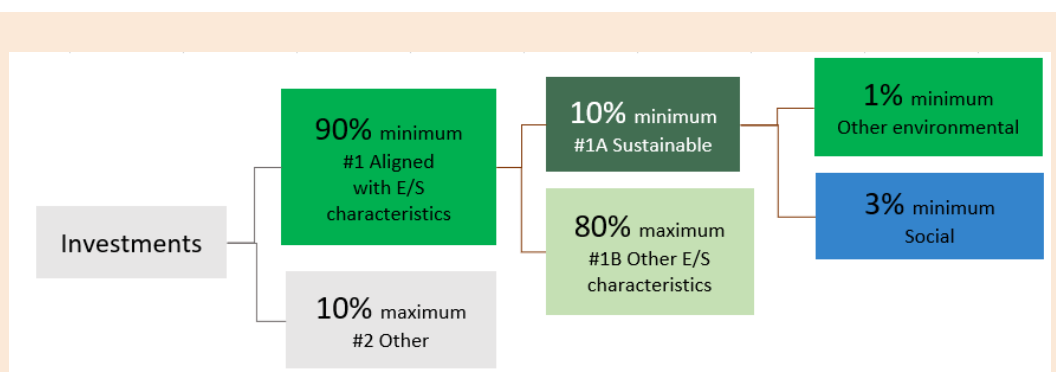 Investments
90% minimum
#1 Aligned
with E/S
characteristics
10% maximum
#2 Other
10% minimum
#1A Sustainable
80% maximum
#1B Other E/S
characteristics
1% minimum
Other environmental
3% minimum
Social